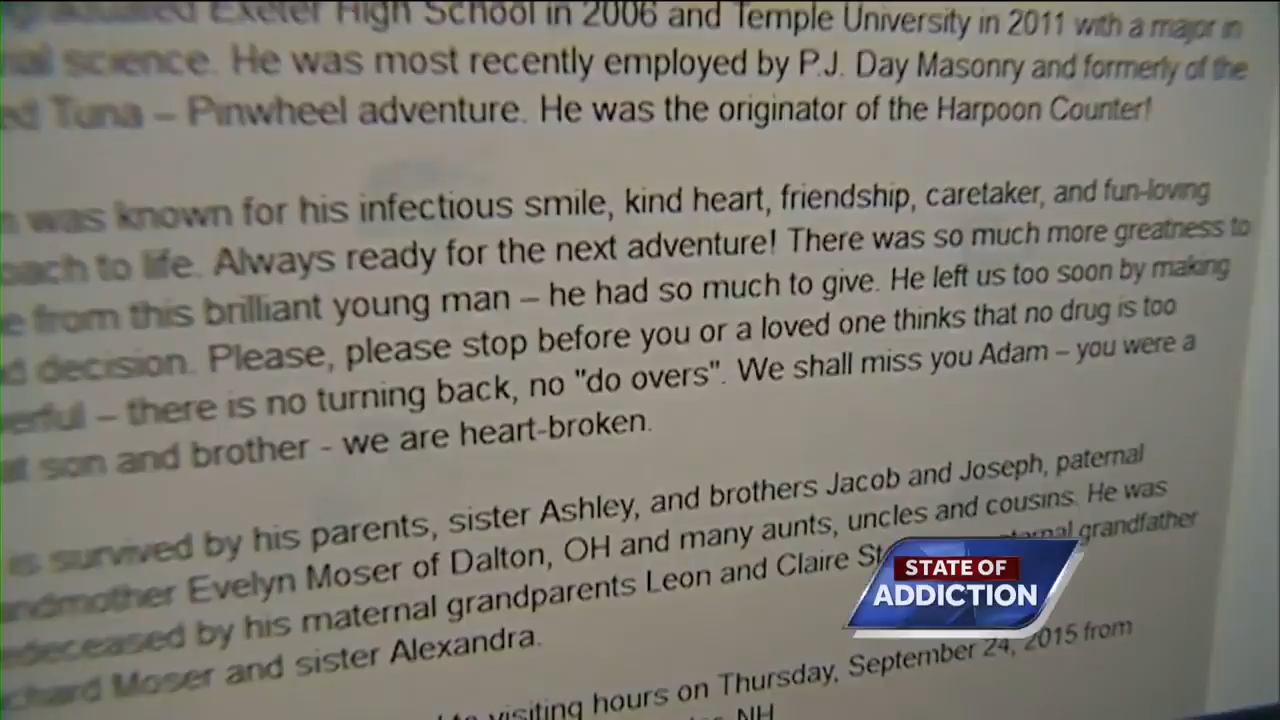 Exeter High School in 2006 and Temple University in 2011 with a major in
science. He was most recently employed by P.J. Day Masonry and formerly of the
Tuna – Pinwheel adventure. He was the originator of the Harpoon Counter!
was known for his infectious smile, kind heart, friendship, caretaker, and fun-loving
to life. Always ready for the next adventure! There was so much more greatness to
from this brilliant young man – he had so much to give. He left us too soon by making
decision. Please, please stop before you or a loved one thinks that no drug is too
– there is no turning back, no "do overs". We shall miss you Adam – you were a
son and brother - we are heart-broken.
is survived by his parents, sister Ashley, and brothers Jacob and Joseph, paternal
Evelyn Moser of Dalton, OH and many aunts, uncles and cousins. He was
by his maternal grandparents Leon and Claire grandfather
Moser and sister Alexandra.
visiting hours on Thursday, September 24, 2015 from
NH
STATE OF
ADDICTION